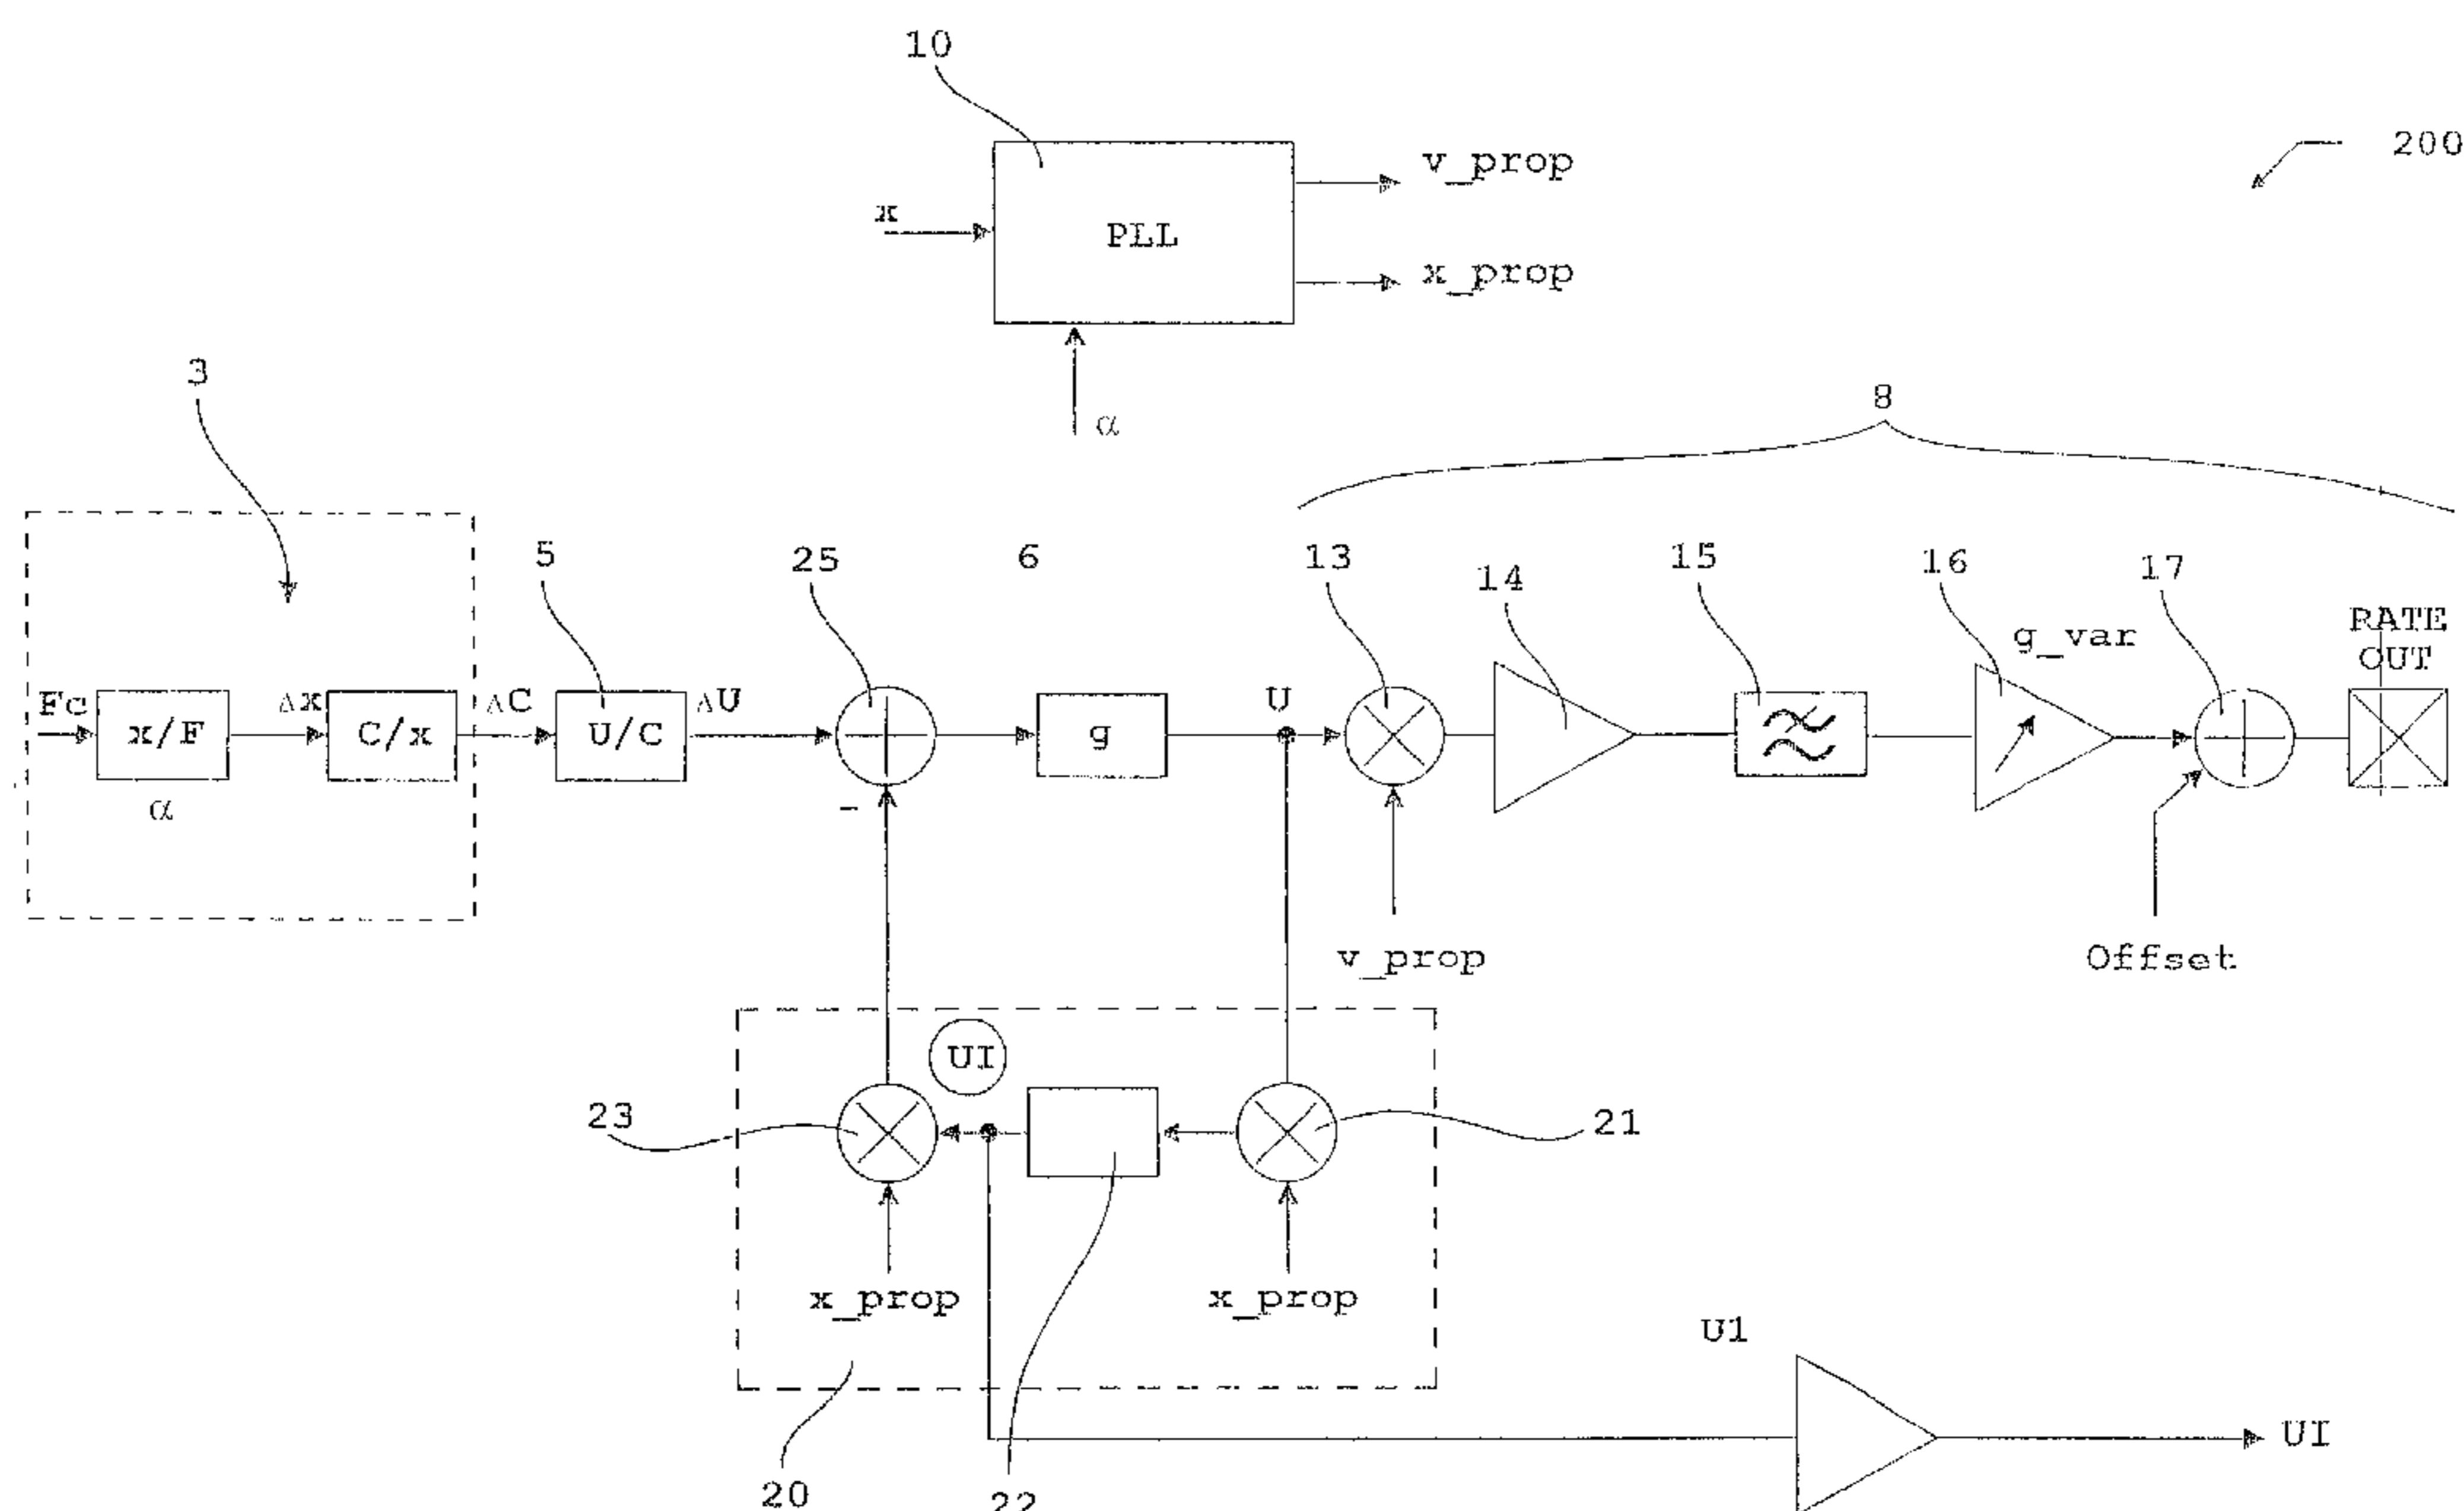 10
200
v_prop
x
PLL
x_prop
α
3
8
5
25
6
13
14
15
16
17
g_var
RATE
OUT
Fc
x/F
Δx
C/x
ΔC
U/C
ΔU
g
U
α
-
v_prop
Offset
UI
23
21
x_prop
x_prop
U1
UI
20
22